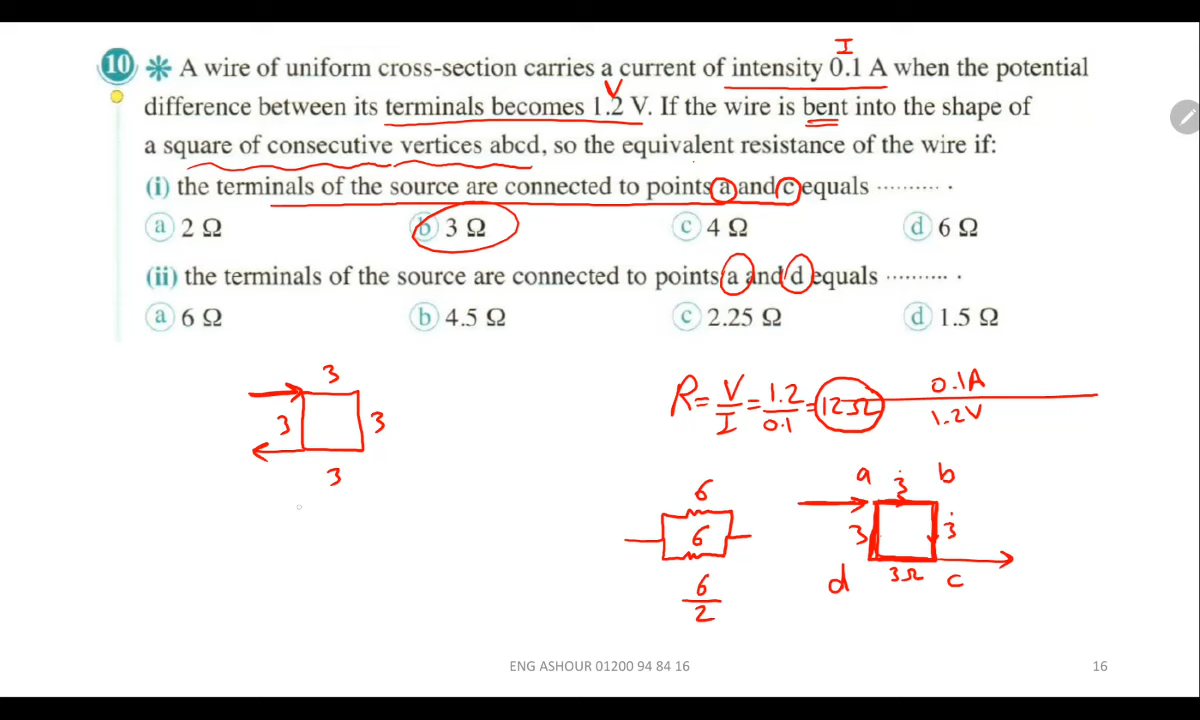 10 * A wire of uniform cross-section carries a current of intensity 0.1 A when the potential
I
difference between its terminals becomes 1.2 V. If the wire is bent into the shape of
V
a square of consecutive vertices abcd, so the equivalent resistance of the wire if:
(i) the terminals of the source are connected to points a and c equals .......... .
a 2 Ω b 3 Ω c 4 Ω d 6 Ω
(ii) the terminals of the source are connected to points a and d equals .......... .
a 6 Ω b 4.5 Ω c 2.25 Ω d 1.5 Ω
3
3 3
3
R = V/I = 1.2/0.1 = 12Ω
0.1A
1.2V
6
6
6/2
a 3 b
3 3
d 3Ω c
ENG ASHOUR 01200 94 84 16
16